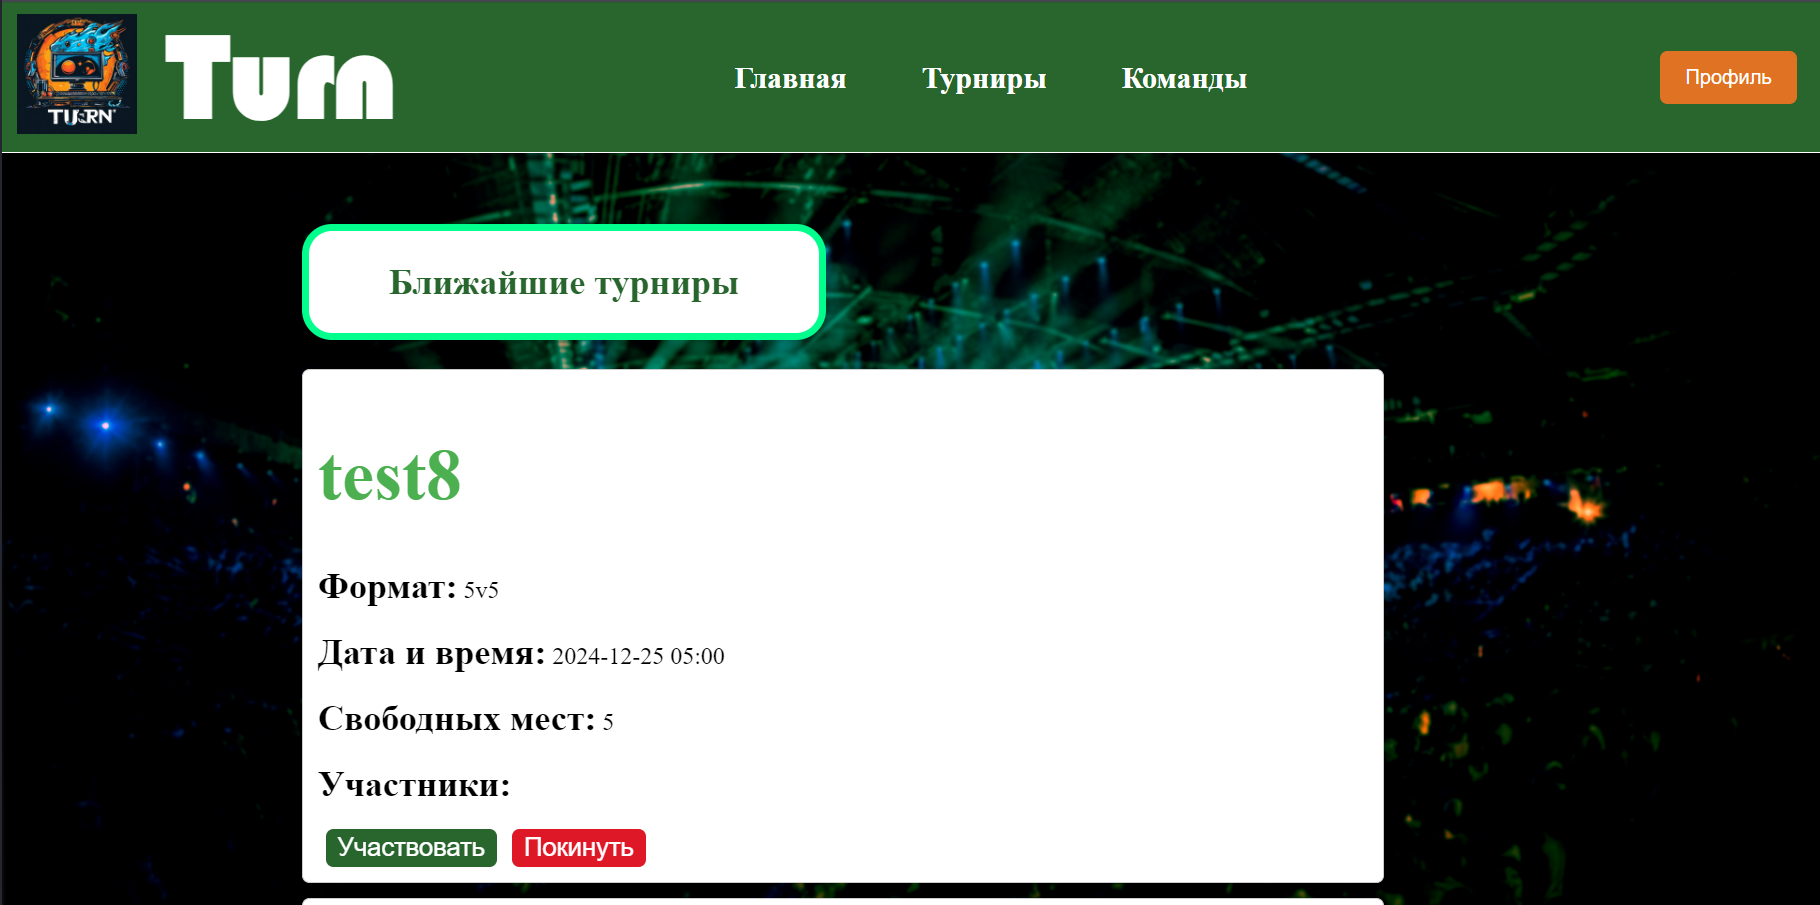 TURN
Turn
Главная
Турниры
Команды
Профиль
Ближайшие турниры
test8
Формат: 5v5
Дата и время: 2024-12-25 05:00
Свободных мест: 5
Участники:
Участвовать
Покинуть